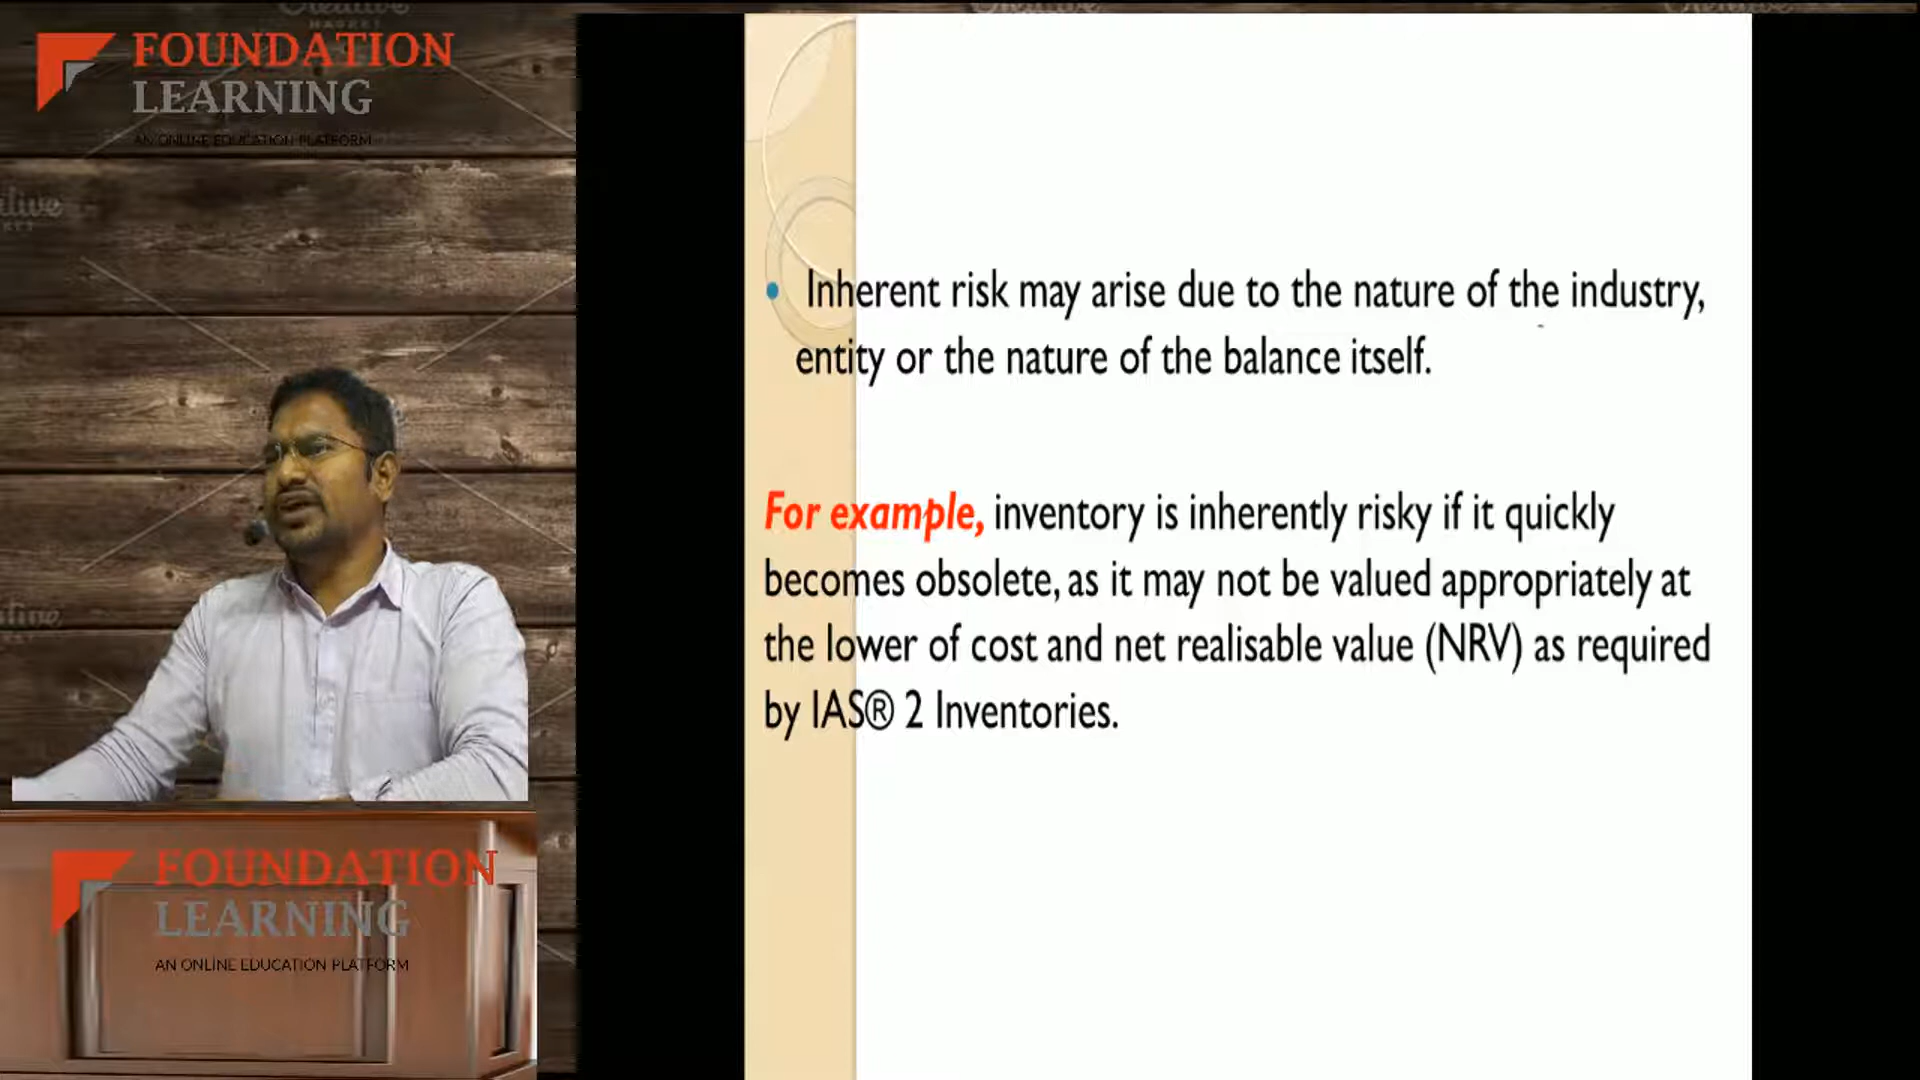 FOUNDATION
LEARNING
AN ONLINE EDUCATION PLATFORM
Creative
MARKET
Inherent risk may arise due to the nature of the industry,
entity or the nature of the balance itself.
For example, inventory is inherently risky if it quickly
becomes obsolete, as it may not be valued appropriately at
the lower of cost and net realisable value (NRV) as required
by IAS® 2 Inventories.
FOUNDATION
LEARNING
AN ONLINE EDUCATION PLATFORM